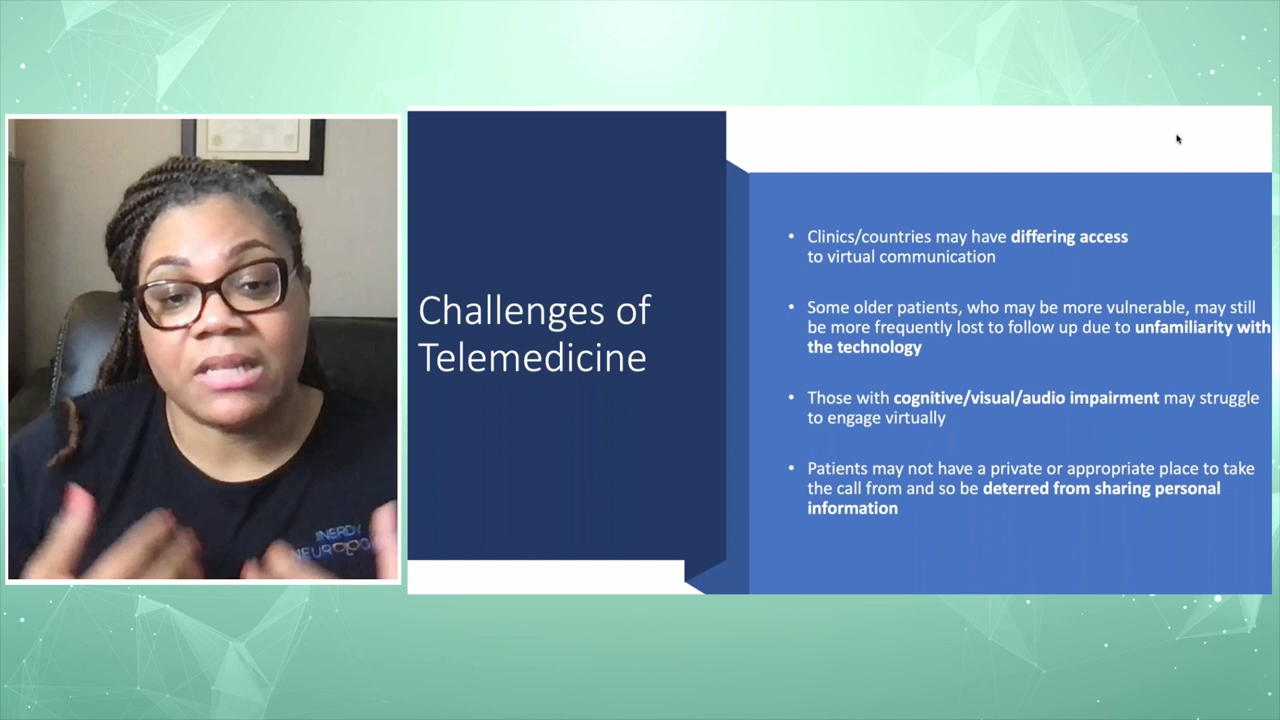 Challenges of
Telemedicine
• Clinics/countries may have differing access
to virtual communication
• Some older patients, who may be more vulnerable, may still
be more frequently lost to follow up due to unfamiliarity with
the technology
• Those with cognitive/visual/audio impairment may struggle
to engage virtually
• Patients may not have a private or appropriate place to take
the call from and so be deterred from sharing personal
information